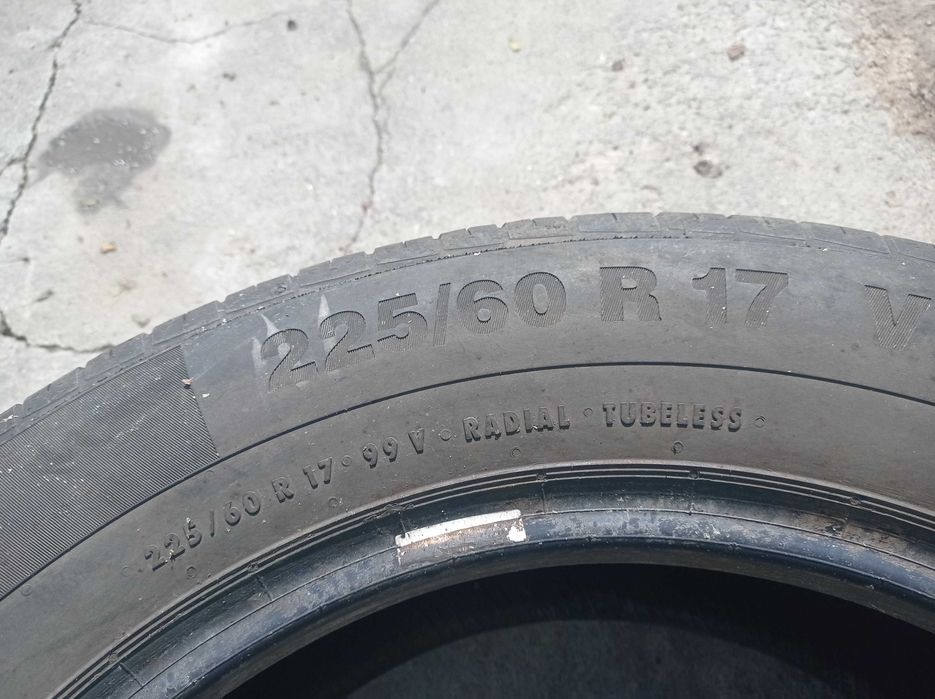 225/60 R 17 V
225/60 R 17 99 V RADIAL TUBELESS